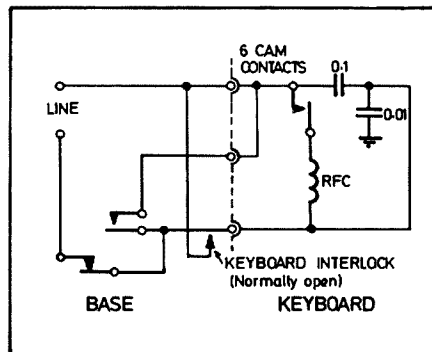 6 CAM
CONTACTS
0.1
LINE
0.01
RFC
KEYBOARD INTERLOCK
(Normally open)
BASE
KEYBOARD